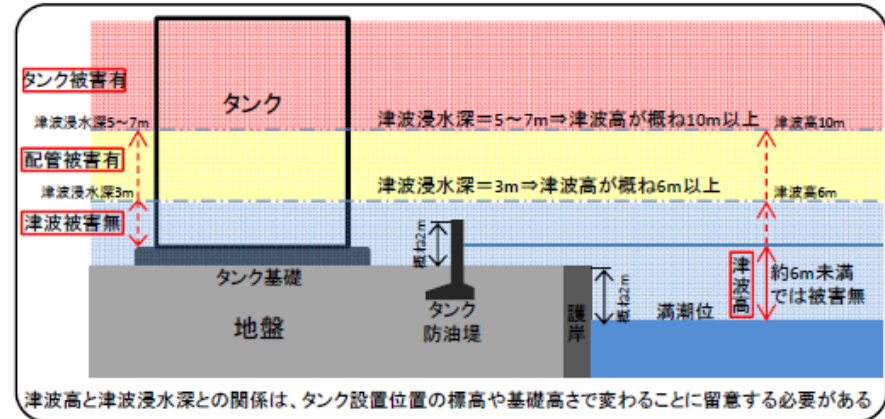 タンク被害有
タンク
津波浸水深5～7m
津波浸水深＝5～7m⇒津波高が概ね10m以上
津波高10m
配管被害有
津波浸水深3m
津波浸水深＝3m⇒津波高が概ね6m以上
津波高6m
津波被害無
概ね2m
タンク基礎
地盤
タンク
防油堤
護岸
概ね2m
満潮位
津波高
約6m未満
では被害無
津波高と津波浸水深との関係は、タンク設置位置の標高や基礎高さで変わることに留意する必要がある